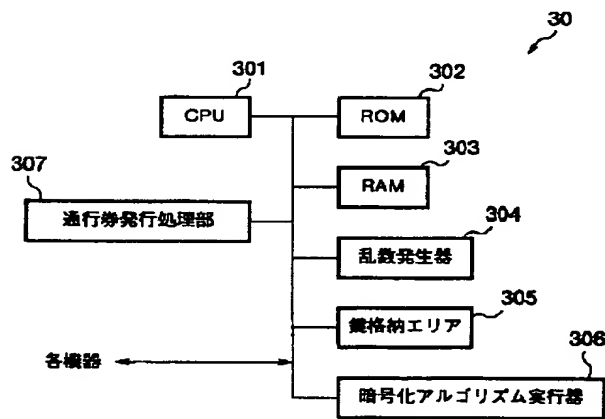 30
301
302
CPU
ROM
303
307
RAM
通行券発行処理部
304
乱数発生器
305
鍵格納エリア
各機器
306
暗号化アルゴリズム実行器